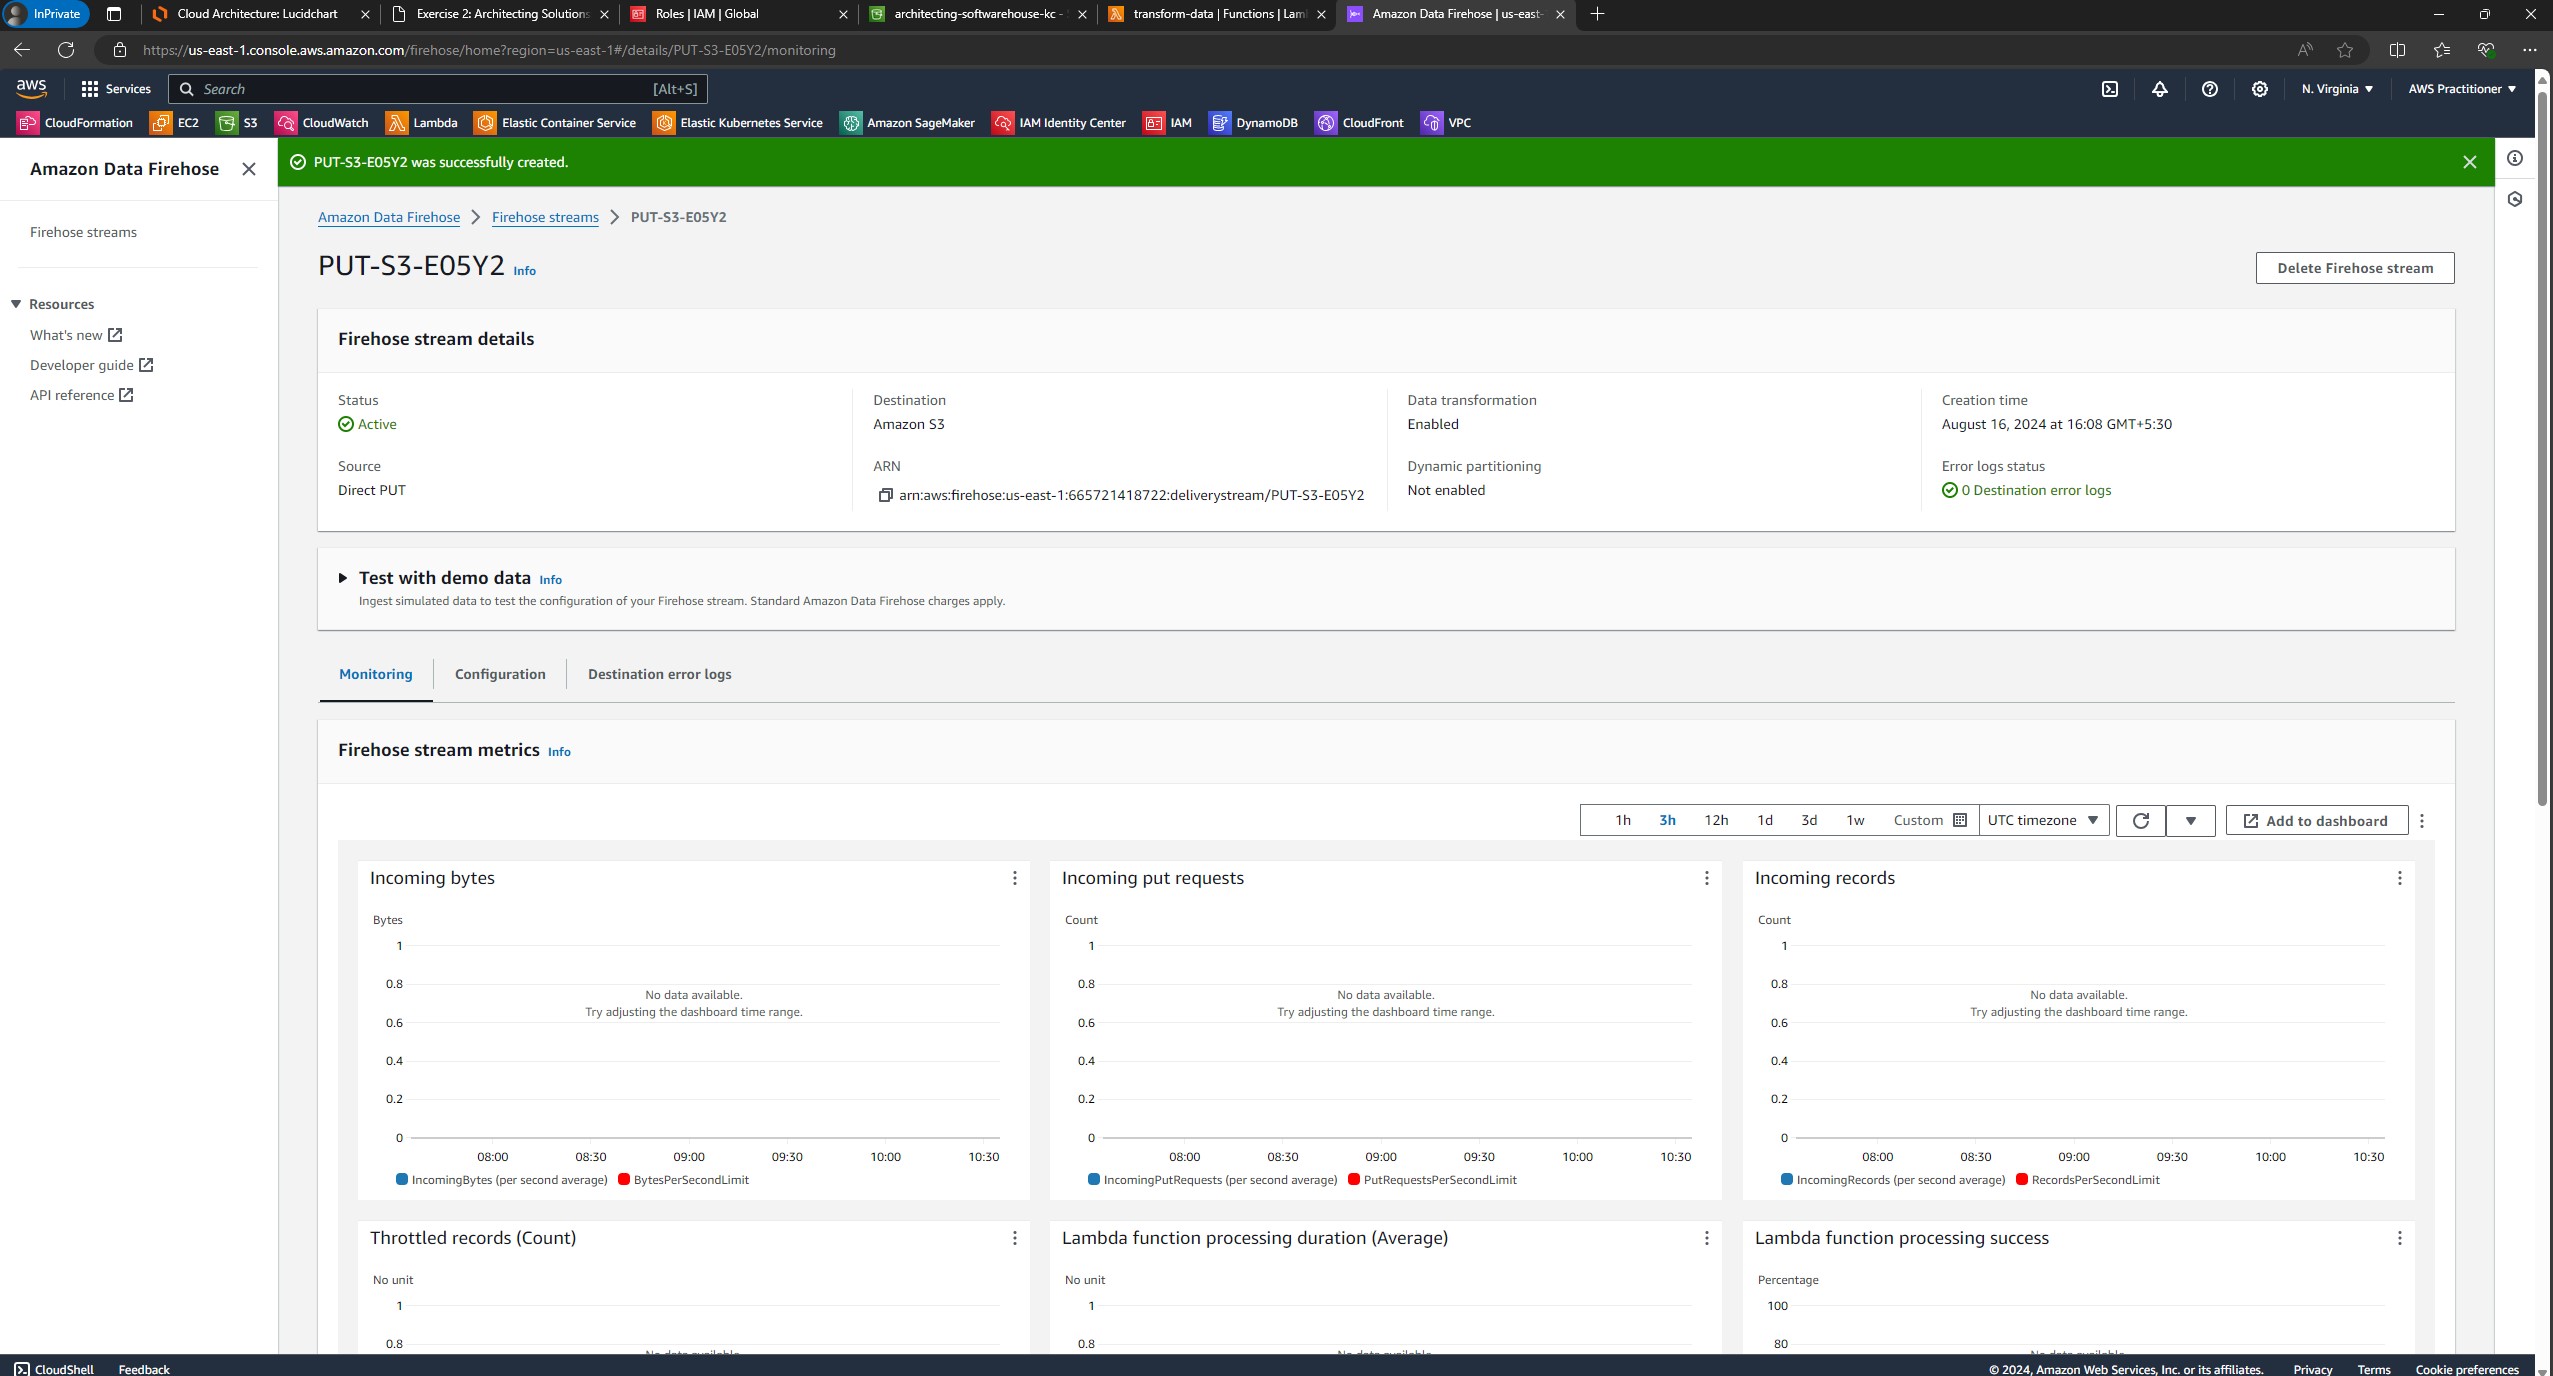 InPrivate
Cloud Architecture: Lucidchart
Exercise 2: Architecting Solutions
Roles | IAM | Global
architecting-softwarehouse-kc -
transform-data | Functions | Lam
Amazon Data Firehose | us-east-
https://us-east-1.console.aws.amazon.com/firehose/home?region=us-east-1#/details/PUT-S3-E05Y2/monitoring
aws
Services
Search
[Alt+S]
N. Virginia
AWS Practitioner
CloudFormation
EC2
S3
CloudWatch
Lambda
Elastic Container Service
Elastic Kubernetes Service
Amazon SageMaker
IAM Identity Center
IAM
DynamoDB
CloudFront
VPC
Amazon Data Firehose
PUT-S3-E05Y2 was successfully created.
Firehose streams
Resources
What's new
Developer guide
API reference
Amazon Data Firehose > Firehose streams > PUT-S3-E05Y2
PUT-S3-E05Y2 Info
Delete Firehose stream
Firehose stream details
Status
Active
Source
Direct PUT
Destination
Amazon S3
ARN
arn:aws:firehose:us-east-1:665721418722:deliverystream/PUT-S3-E05Y2
Data transformation
Enabled
Dynamic partitioning
Not enabled
Creation time
August 16, 2024 at 16:08 GMT+5:30
Error logs status
0 Destination error logs
Test with demo data Info
Ingest simulated data to test the configuration of your Firehose stream. Standard Amazon Data Firehose charges apply.
Monitoring
Configuration
Destination error logs
Firehose stream metrics Info
1h 3h 12h 1d 3d 1w Custom
UTC timezone
Add to dashboard
Incoming bytes
Bytes
1
0.8
No data available.
Try adjusting the dashboard time range.
0.6
0.4
0.2
0
08:00 08:30 09:00 09:30 10:00 10:30
IncomingBytes (per second average) BytesPerSecondLimit
Incoming put requests
Count
1
0.8
No data available.
Try adjusting the dashboard time range.
0.6
0.4
0.2
0
08:00 08:30 09:00 09:30 10:00 10:30
IncomingPutRequests (per second average) PutRequestsPerSecondLimit
Incoming records
Count
1
0.8
No data available.
Try adjusting the dashboard time range.
0.6
0.4
0.2
0
08:00 08:30 09:00 09:30 10:00 10:30
IncomingRecords (per second average) RecordsPerSecondLimit
Throttled records (Count)
No unit
1
0.8
Lambda function processing duration (Average)
No unit
1
0.8
Lambda function processing success
Percentage
100
80
CloudShell
Feedback
© 2024, Amazon Web Services, Inc. or its affiliates.
Privacy
Terms
Cookie preferences